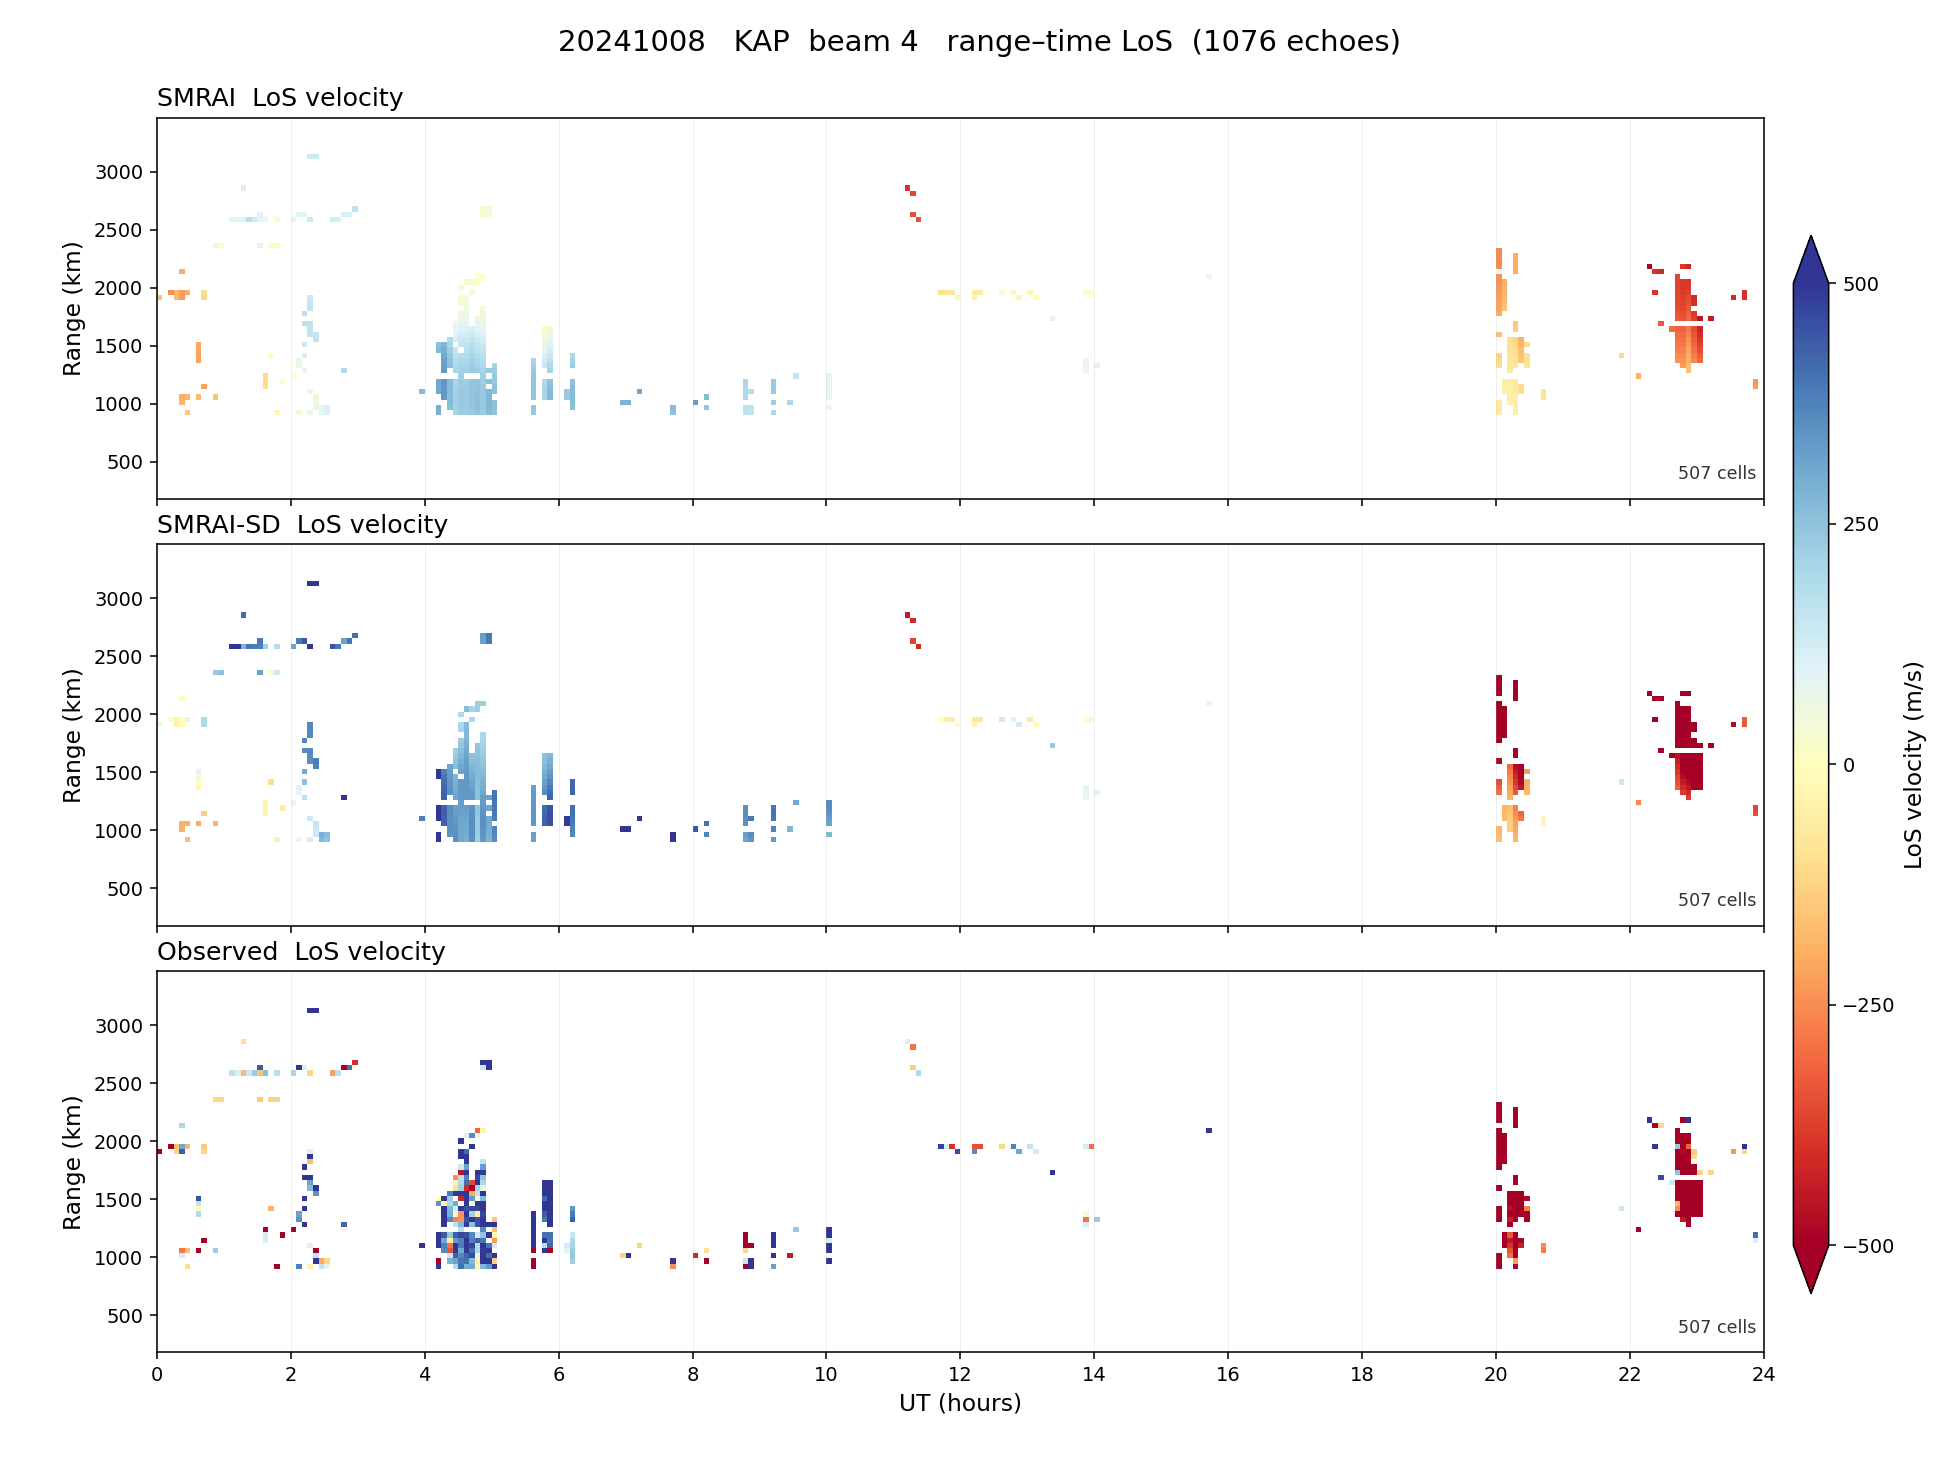 20241008   KAP  beam 4   range–time LoS  (1076 echoes)
SMRAI  LoS velocity
3000
2500
2000
1500
1000
500
Range (km)
507 cells
SMRAI-SD  LoS velocity
3000
2500
2000
1500
1000
500
Range (km)
507 cells
Observed  LoS velocity
3000
2500
2000
1500
1000
500
Range (km)
507 cells
0 2 4 6 8 10 12 14 16 18 20 22 24
UT (hours)
500
250
0
−250
−500
LoS velocity (m/s)